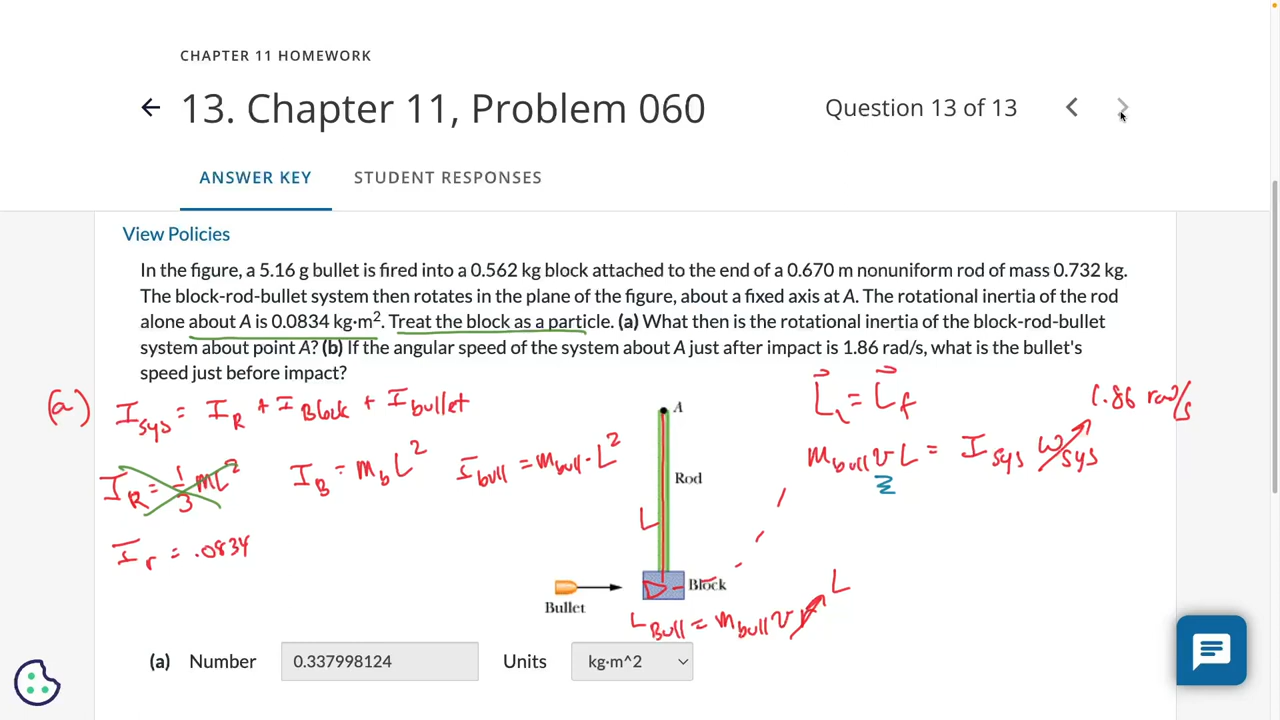 CHAPTER 11 HOMEWORK
13. Chapter 11, Problem 060
Question 13 of 13
ANSWER KEY
STUDENT RESPONSES
View Policies
In the figure, a 5.16 g bullet is fired into a 0.562 kg block attached to the end of a 0.670 m nonuniform rod of mass 0.732 kg.
The block-rod-bullet system then rotates in the plane of the figure, about a fixed axis at A. The rotational inertia of the rod
alone about A is 0.0834 kg·m². Treat the block as a particle. (a) What then is the rotational inertia of the block-rod-bullet
system about point A? (b) If the angular speed of the system about A just after impact is 1.86 rad/s, what is the bullet's
speed just before impact?
(a) I_sys = I_R + I_Block + I_bullet
I_R = 1/3 mL²
I_B = m_b L²
I_bull = m_bull · L²
I_r = .0834
L⃗_i = L⃗_f
1.86 rad/s
m_bull v L = I_sys ω_sys
A
Rod
L
Block
Bullet
L_Bull = m_bull v r L
(a) Number 0.337998124 Units kg·m^2